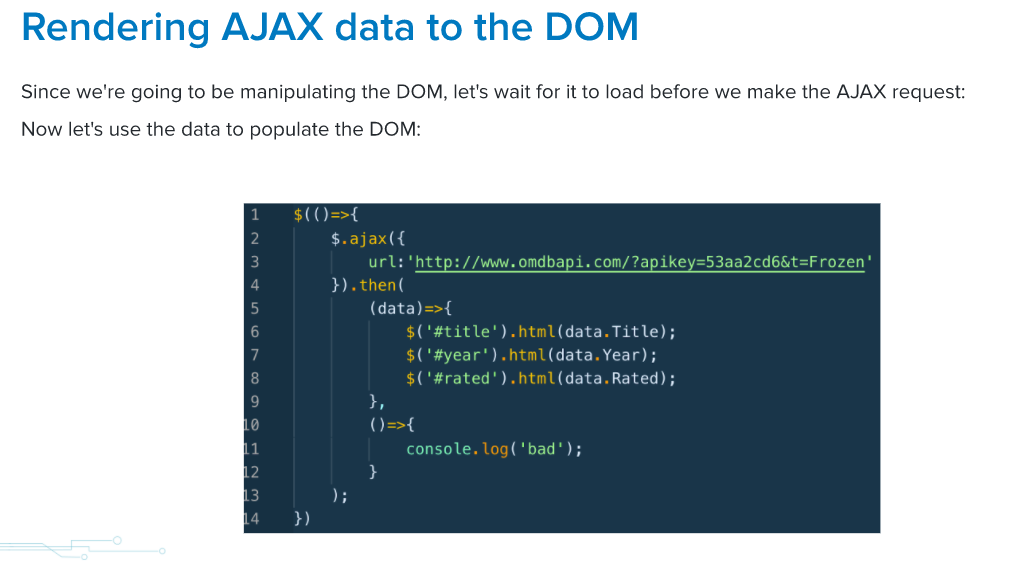 Rendering AJAX data to the DOM
Since we're going to be manipulating the DOM, let's wait for it to load before we make the AJAX request:
Now let's use the data to populate the DOM:
1 $(()=>{
2 $.ajax({
3 url:'http://www.omdbapi.com/?apikey=53aa2cd6&t=Frozen'
4 }).then(
5 (data)=>{
6 $('#title').html(data.Title);
7 $('#year').html(data.Year);
8 $('#rated').html(data.Rated);
9 },
10 ()=>{
11 console.log('bad');
12 }
13 );
14 })